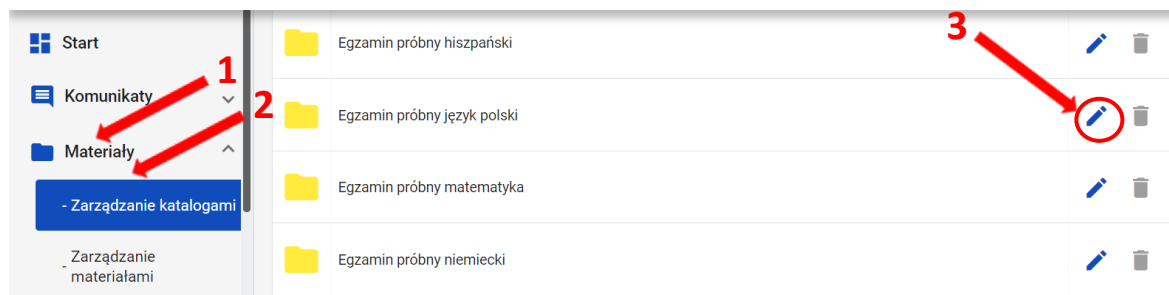 Start
1
Komunikaty
2
Materiały
- Zarządzanie katalogami
- Zarządzanie
materiałami
3
Egzamin próbny hiszpański
Egzamin próbny język polski
Egzamin próbny matematyka
Egzamin próbny niemiecki